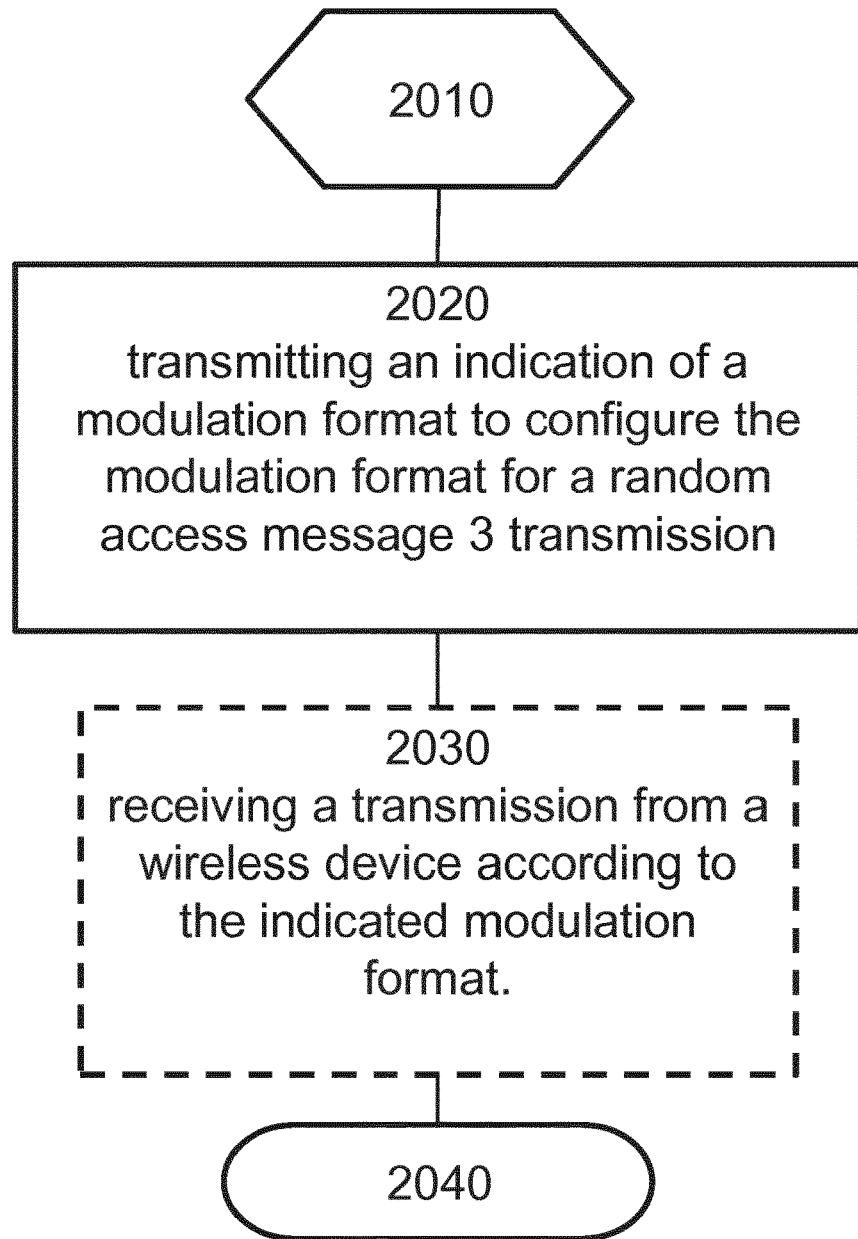 2010
2020
transmitting an indication of a
modulation format to configure the
modulation format for a random
access message 3 transmission
2030
receiving a transmission from a
wireless device according to
the indicated modulation
format.
2040